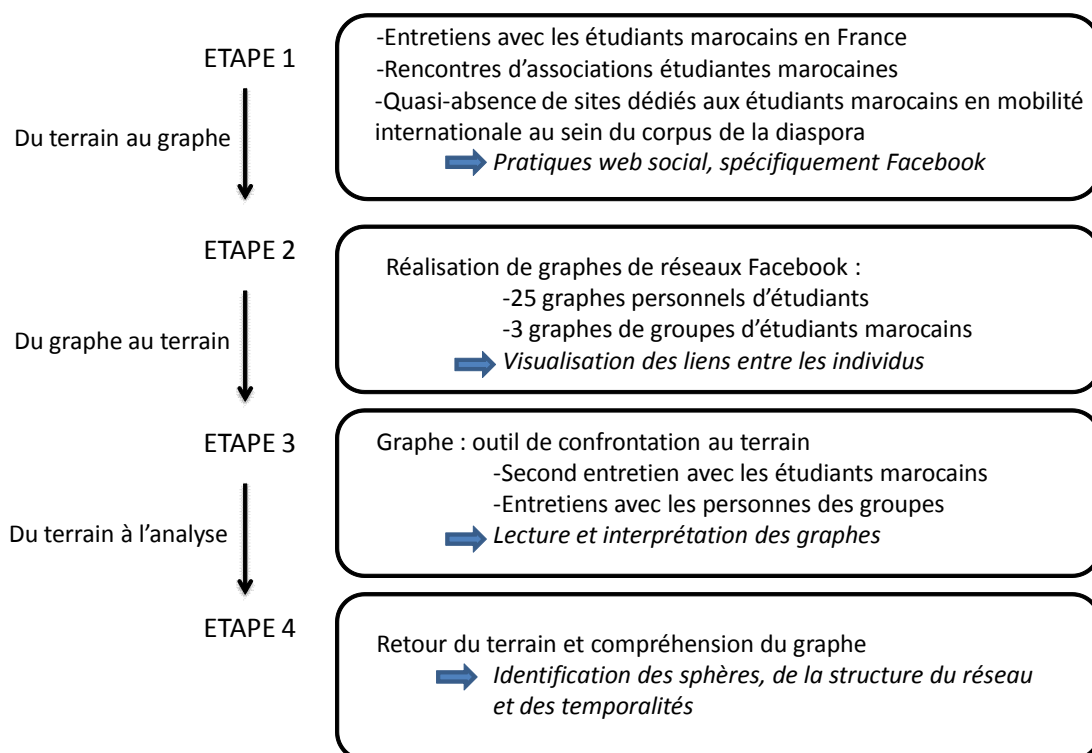 ETAPE 1
-Entretiens avec les étudiants marocains en France
-Rencontres d’associations étudiantes marocaines
-Quasi-absence de sites dédiés aux étudiants marocains en mobilité
internationale au sein du corpus de la diaspora
Pratiques web social, spécifiquement Facebook
Du terrain au graphe
ETAPE 2
Réalisation de graphes de réseaux Facebook :
-25 graphes personnels d’étudiants
-3 graphes de groupes d’étudiants marocains
Visualisation des liens entre les individus
Du graphe au terrain
ETAPE 3
Graphe : outil de confrontation au terrain
-Second entretien avec les étudiants marocains
-Entretiens avec les personnes des groupes
Lecture et interprétation des graphes
Du terrain à l’analyse
ETAPE 4
Retour du terrain et compréhension du graphe
Identification des sphères, de la structure du réseau
et des temporalités